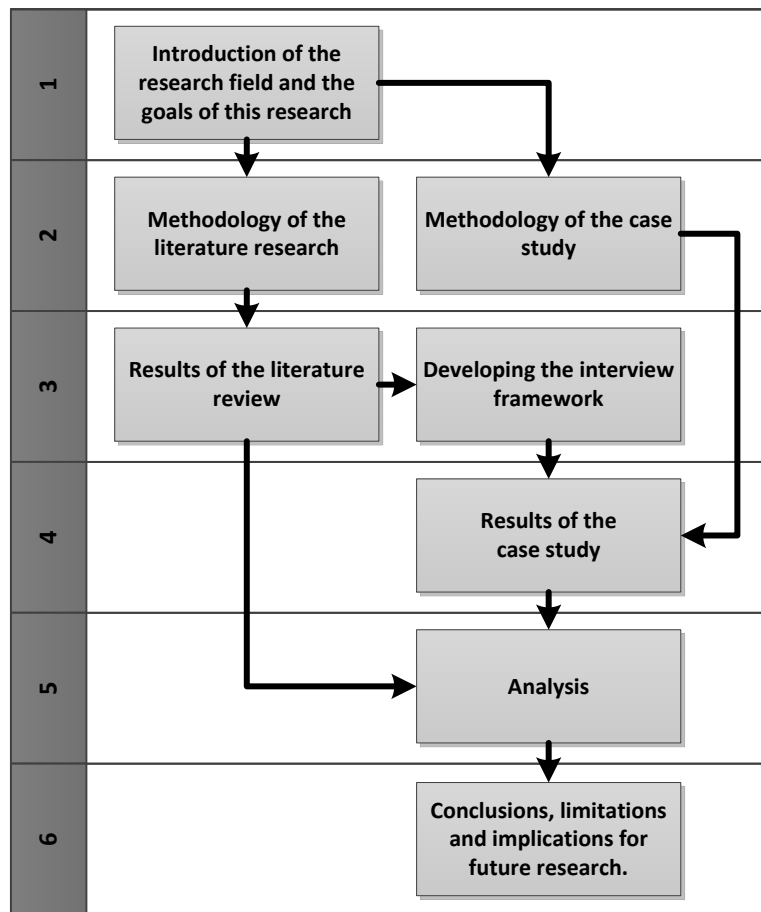 1
Introduction of the
research field and the
goals of this research
2
Methodology of the
literature research
Methodology of the case
study
3
Results of the literature
review
Developing the interview
framework
4
Results of the
case study
5
Analysis
6
Conclusions, limitations
and implications for
future research.